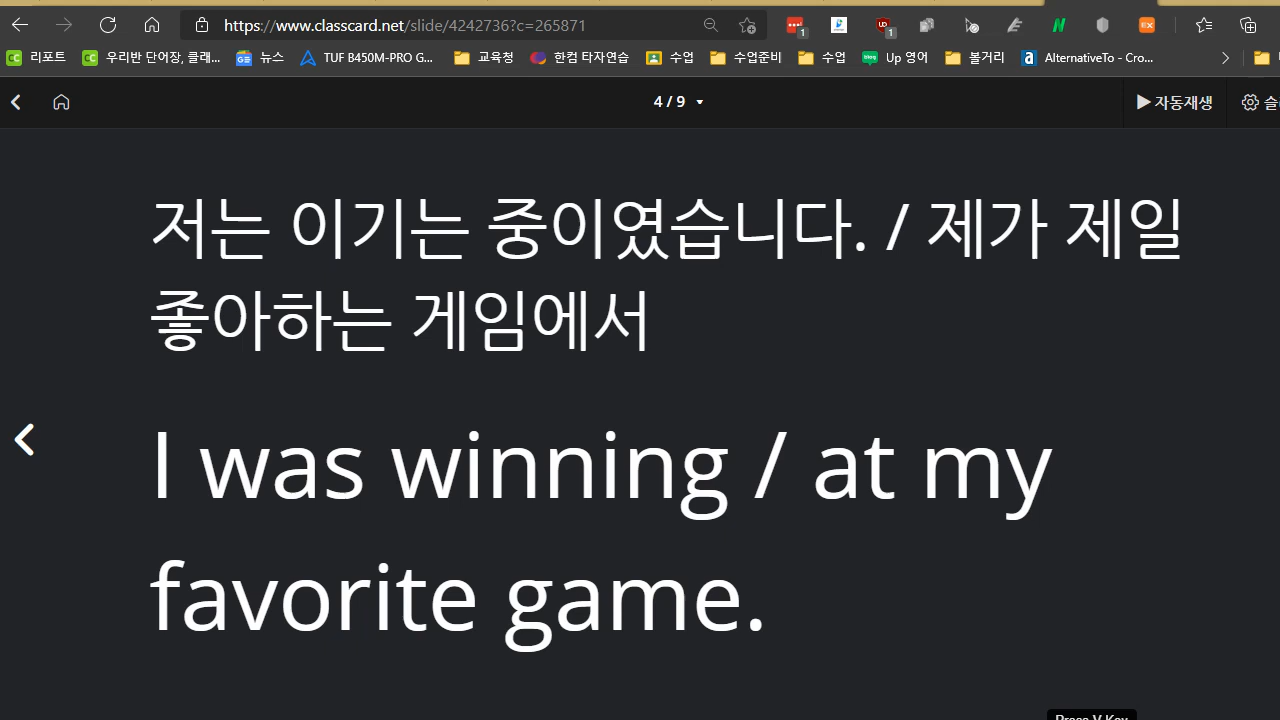 https://www.classcard.net/slide/4242736?c=265871
1
1
리포트
우리반 단어장, 클래...
뉴스
TUF B450M-PRO G...
교육청
한컴 타자연습
수업
수업준비
수업
Up 영어
볼거리
AlternativeTo - Cro...
4 / 9
자동재생
저는 이기는 중이였습니다. / 제가 제일
좋아하는 게임에서
I was winning / at my
favorite game.